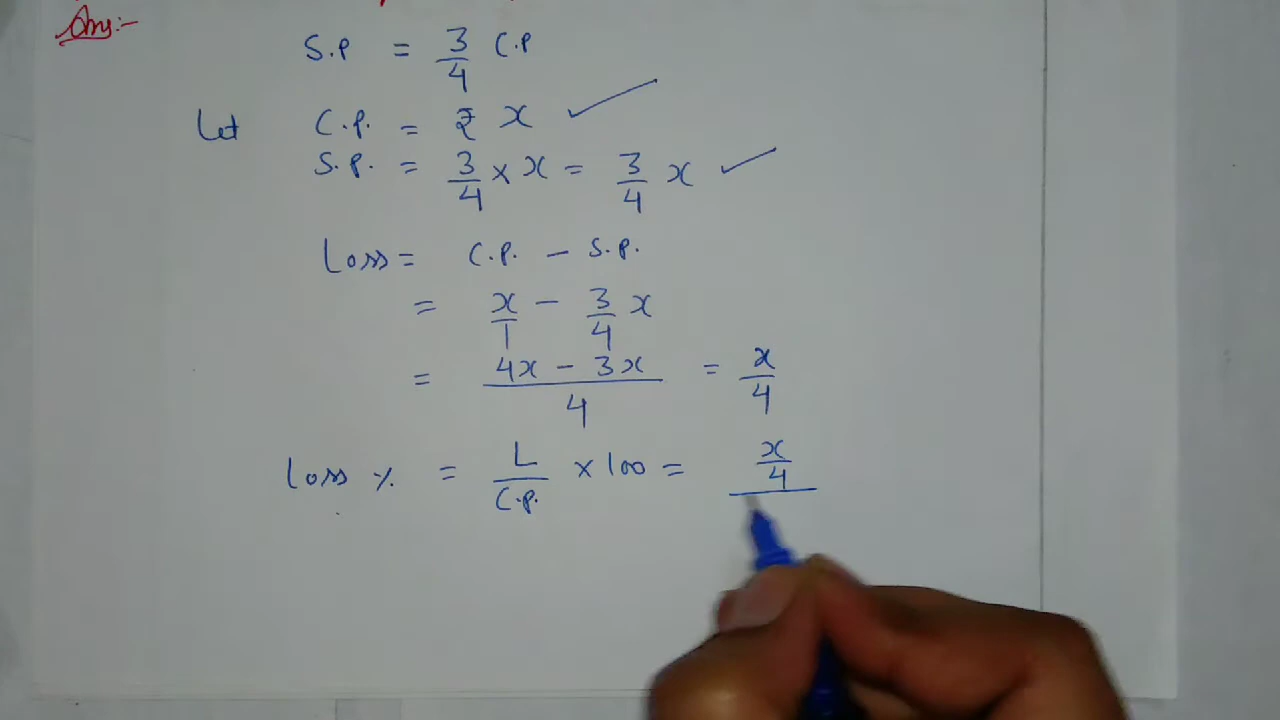 Ans:-
S.P = 3/4 C.P
Let C.P. = ₹ x ✓
S.P. = 3/4 × x = 3/4 x ✓
Loss = C.P. - S.P.
= x/1 - 3/4 x
= (4x - 3x)/4 = x/4
Loss % = L/C.P. × 100 = x/4